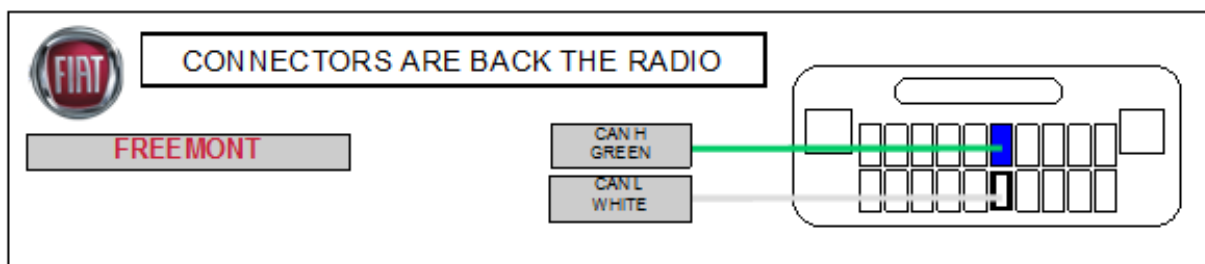 FIAT
CONNECTORS ARE BACK THE RADIO
FREEMONT
CAN H
GREEN
CAN L
WHITE